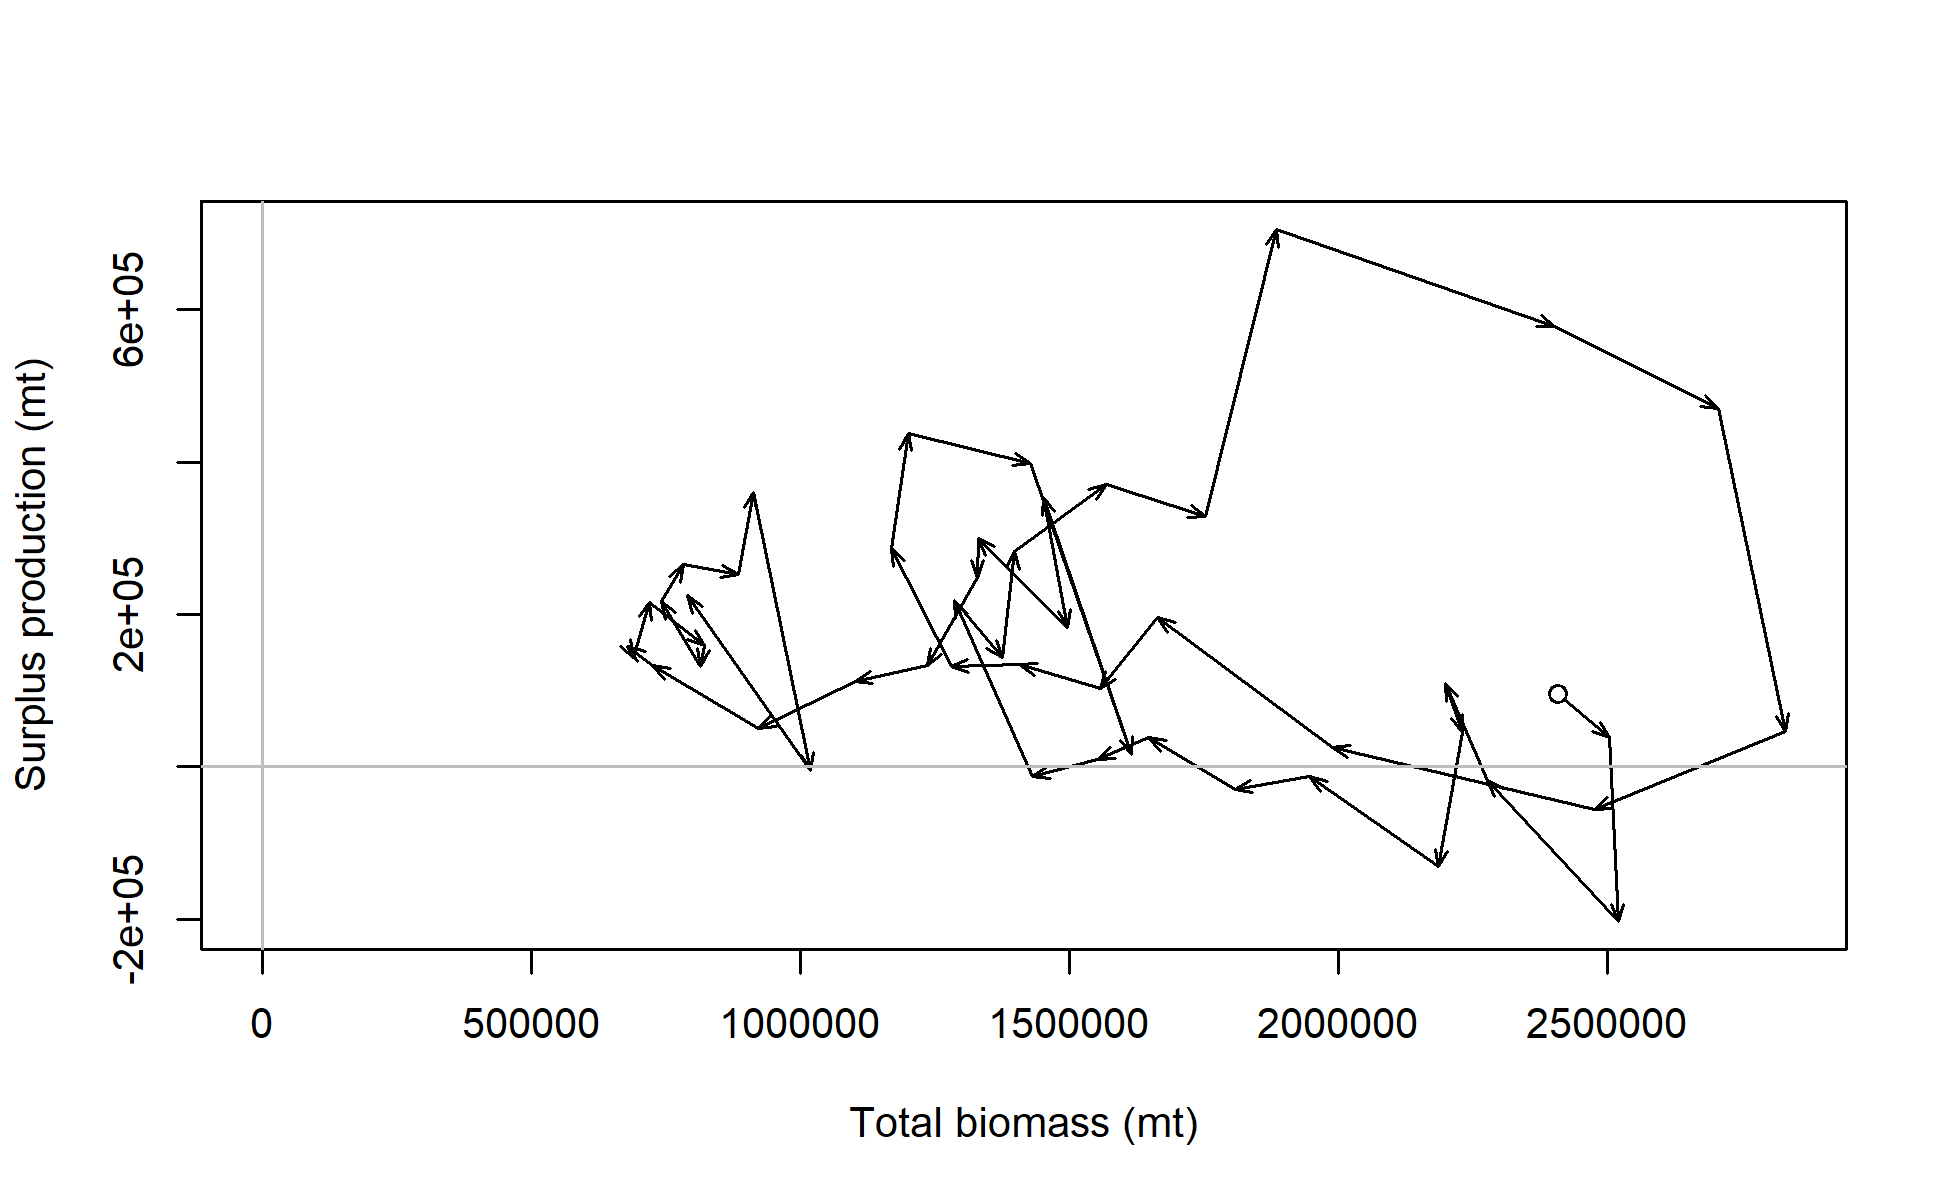 Surplus production (mt)
6e+05
2e+05
-2e+05
0 500000 1000000 1500000 2000000 2500000
Total biomass (mt)